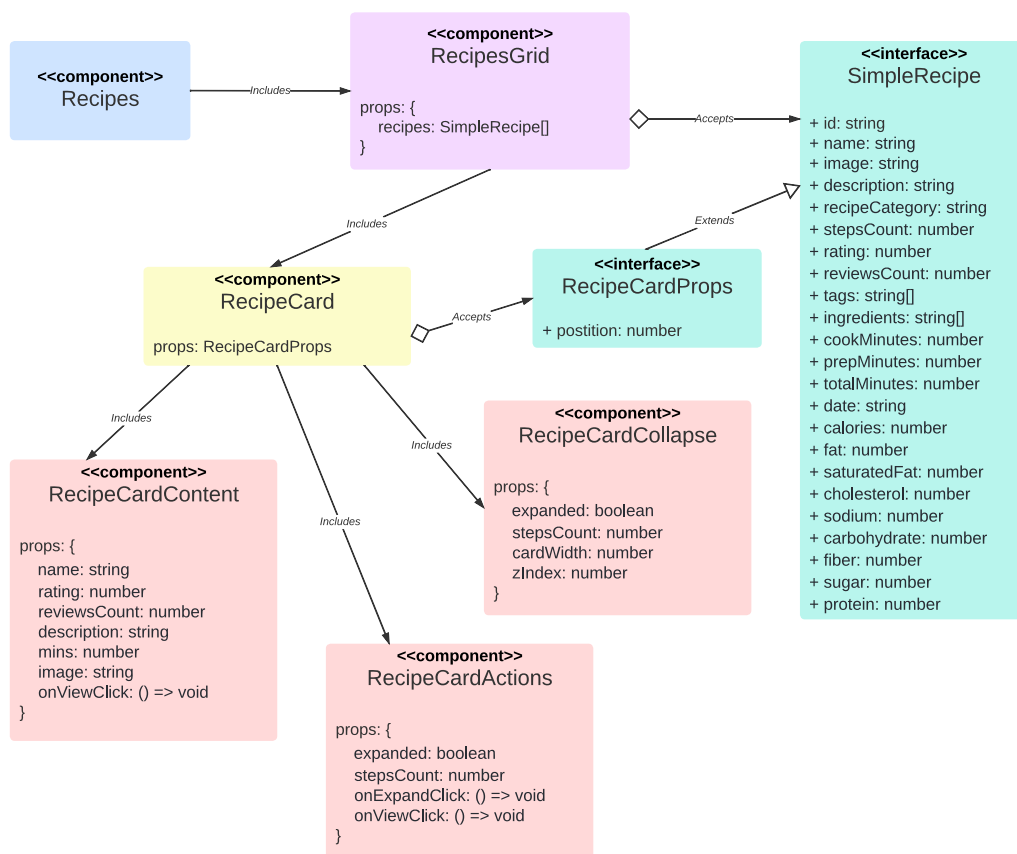 <<component>>
Recipes
Includes
<<component>>
RecipesGrid
props: {
recipes: SimpleRecipe[]
}
Accepts
<<interface>>
SimpleRecipe
+ id: string
+ name: string
+ image: string
+ description: string
+ recipeCategory: string
+ stepsCount: number
+ rating: number
+ reviewsCount: number
+ tags: string[]
+ ingredients: string[]
+ cookMinutes: number
+ prepMinutes: number
+ totalMinutes: number
+ date: string
+ calories: number
+ fat: number
+ saturatedFat: number
+ cholesterol: number
+ sodium: number
+ carbohydrate: number
+ fiber: number
+ sugar: number
+ protein: number
Includes
Extends
<<component>>
RecipeCard
props: RecipeCardProps
Accepts
<<interface>>
RecipeCardProps
+ postition: number
Includes
Includes
Includes
<<component>>
RecipeCardContent
props: {
name: string
rating: number
reviewsCount: number
description: string
mins: number
image: string
onViewClick: () => void
}
<<component>>
RecipeCardCollapse
props: {
expanded: boolean
stepsCount: number
cardWidth: number
zIndex: number
}
<<component>>
RecipeCardActions
props: {
expanded: boolean
stepsCount: number
onExpandClick: () => void
onViewClick: () => void
}